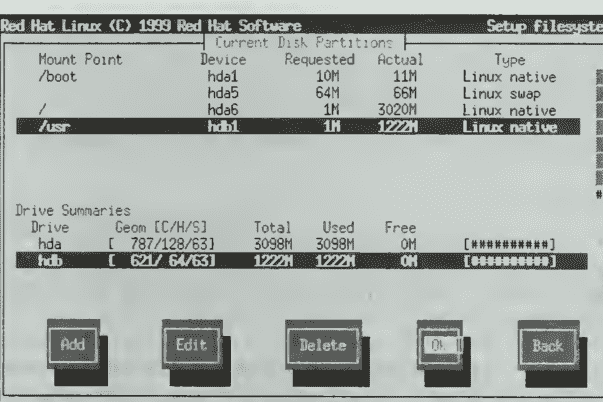 Red Hat Linux (C) 1999 Red Hat Software Setup filesyste
Current Disk Partitions
Mount Point Device Requested Actual Type
/boot hda1 10M 11M Linux native
hda5 64M 66M Linux swap
/ hda6 1M 3020M Linux native
/usr hdb1 1M 1222M Linux native
#
Drive Summaries
Drive Geom [C/H/S] Total Used Free
hda [ 787/128/63] 3098M 3098M 0M [##########]
hdb [ 621/ 64/63] 1222M 1222M 0M [##########]
Add Edit Delete Ok Back